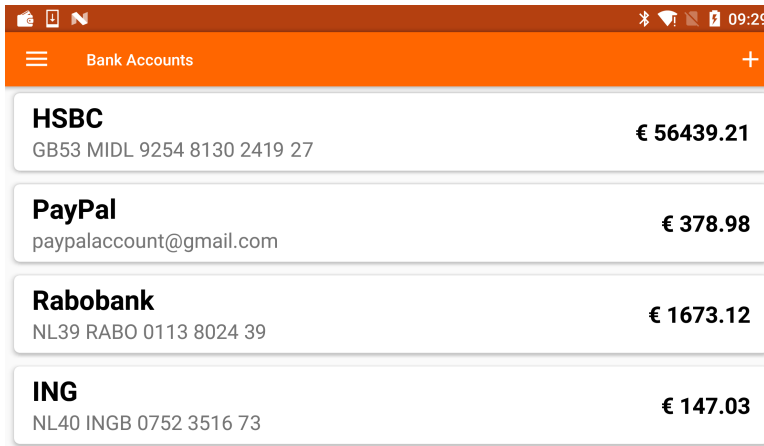 09:29
Bank Accounts
HSBC
€ 56439.21
GB53 MIDL 9254 8130 2419 27
PayPal
€ 378.98
paypalaccount@gmail.com
Rabobank
€ 1673.12
NL39 RABO 0113 8024 39
ING
€ 147.03
NL40 INGB 0752 3516 73